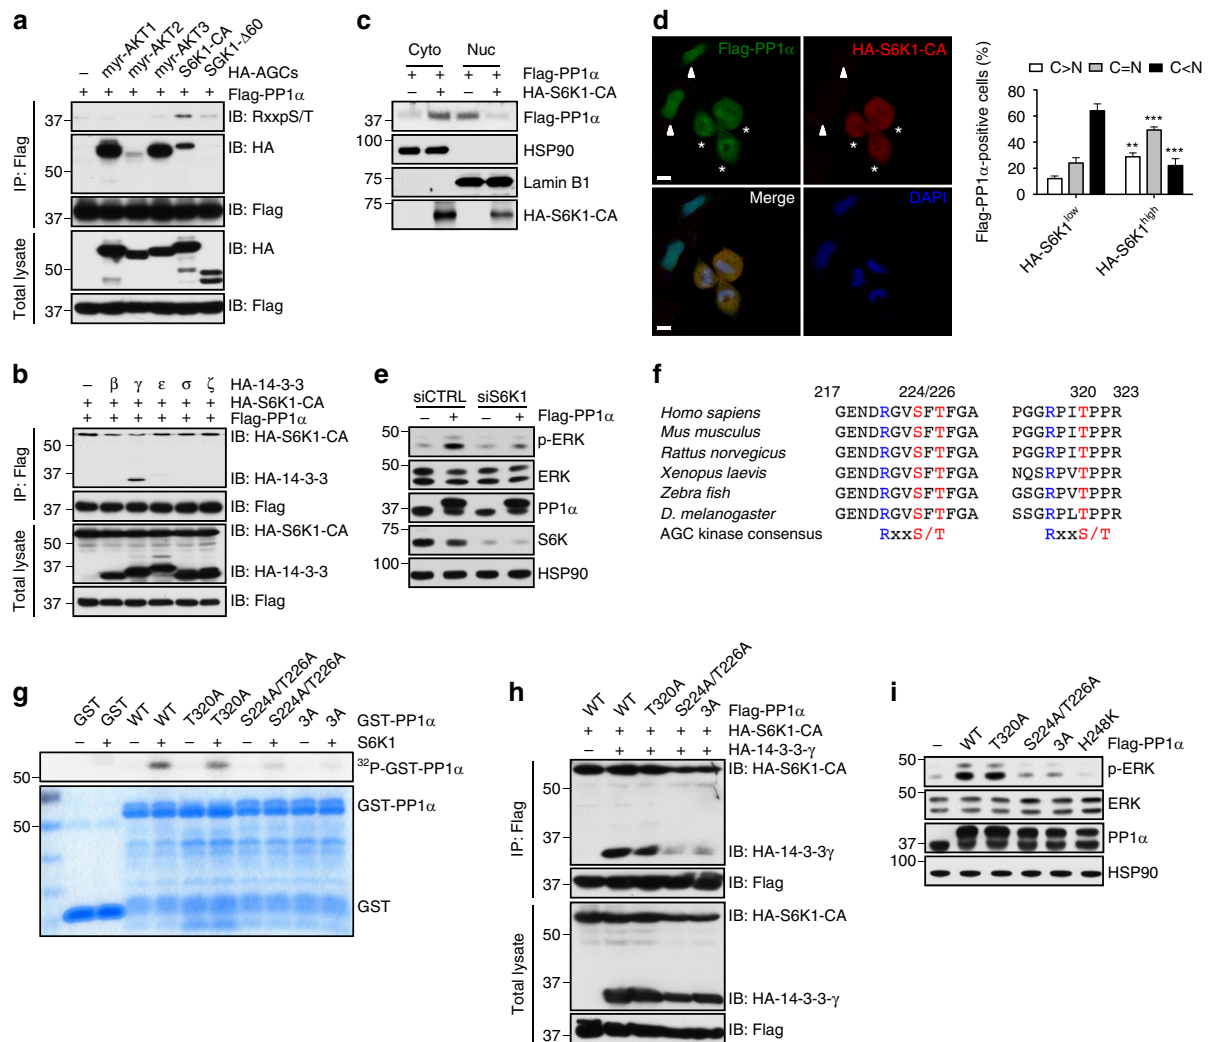 a
– myr-AKT1 myr-AKT2 myr-AKT3 S6K1-CA SGK1-Δ60 HA-AGCs
+ + + + + + Flag-PP1α
IP: Flag
37 IB: RxxpS/T
IB: HA
50
37 IB: Flag
Total lysate
IB: HA
50
37 IB: Flag
b
– β γ ε σ ζ HA-14-3-3
+ + + + + + HA-S6K1-CA
+ + + + + + Flag-PP1α
IP: Flag
50 IB: HA-S6K1-CA
37 IB: HA-14-3-3
37 IB: Flag
Total lysate
IB: HA-S6K1-CA
50
37 IB: HA-14-3-3
37 IB: Flag
c
Cyto Nuc
+ + + + Flag-PP1α
– + – + HA-S6K1-CA
37 Flag-PP1α
100
HSP90
75 Lamin B1
75
HA-S6K1-CA
d
Flag-PP1α
HA-S6K1-CA
* * *
* * *
Merge
DAPI
C>N C=N C<N
Flag-PP1α-positive cells (%)
80
60
40
20
0
** *** ***
HA-S6K1low
HA-S6K1high
e
siCTRL siS6K1
– + – + Flag-PP1α
50 p-ERK
50
ERK
37 PP1α
75
S6K
100
HSP90
f
217 224/226 320 323
Homo sapiens GENDRGVSFTFGA PGGRPITPPR
Mus musculus GENDRGVSFTFGA PGGRPITPPR
Rattus norvegicus GENDRGVSFTFGA PGGRPITPPR
Xenopus laevis GENDRGVSFTFGA NQSRPVTPPR
Zebra fish GENDRGVSFTFGA GSGRPVTPPR
D. melanogaster GENDRGVSFTFGA SSGRPLTPPR
AGC kinase consensus RxxS/T RxxS/T
g
GST GST WT WT T320A T320A S224A/T226A S224A/T226A 3A 3A GST-PP1α
– + – + – + – + – + S6K1
50 32P-GST-PP1α
GST-PP1α
50
GST
h
WT WT T320A S224A/T226A 3A Flag-PP1α
+ + + + + HA-S6K1-CA
– + + + + HA-14-3-3-γ
IP: Flag
IB: HA-S6K1-CA
50
37 IB: HA-14-3-3γ
37 IB: Flag
Total lysate
IB: HA-S6K1-CA
50
37
IB: HA-14-3-3-γ
37 IB: Flag
i
– WT T320A S224A/T226A 3A H248K Flag-PP1α
50 p-ERK
50
ERK
37 PP1α
100
HSP90